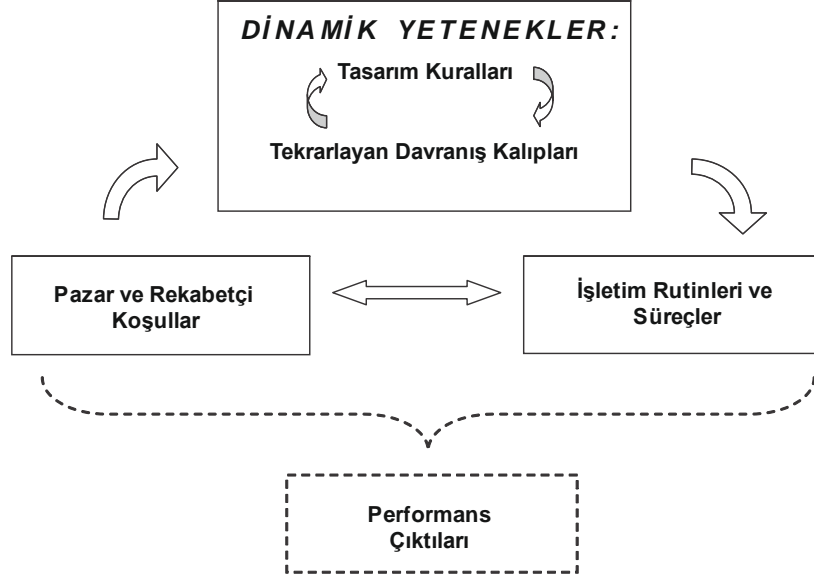 DİNAMİK YETENEKLER:
Tasarım Kuralları
Tekrarlayan Davranış Kalıpları
Pazar ve Rekabetçi
Koşullar
İşletim Rutinleri ve
Süreçler
Performans
Çıktıları